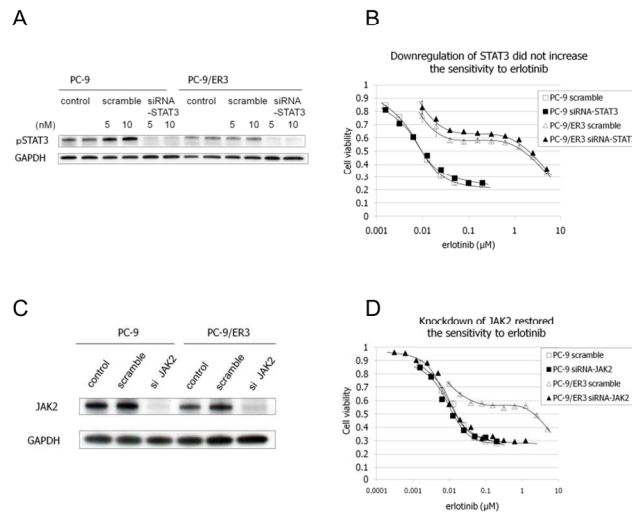 A
PC-9 PC-9/ER3
control scramble siRNA -STAT3 control scramble siRNA -STAT3
(nM) 5 10 5 10 5 10 5 10
pSTAT3
GAPDH
B
Downregulation of STAT3 did not increase
the sensitivity to erlotinib
PC-9 scramble
PC-9 siRNA-STAT3
PC-9/ER3 scramble
PC-9/ER3 siRNA-STAT
Cell viability
1
0.9
0.8
0.7
0.6
0.5
0.4
0.3
0.2
0.1
0
0.001 0.01 0.1 1 10
erlotinib (µM)
C
PC-9 PC-9/ER3
control scramble si JAK2 control scramble si JAK2
JAK2
GAPDH
D
Knockdown of JAK2 restored
the sensitivity to erlotinib
PC-9 scramble
PC-9 siRNA-JAK2
PC-9/ER3 scramble
PC-9/ER3 siRNA-JAK2
Cell viability
1
0.9
0.8
0.7
0.6
0.5
0.4
0.3
0.2
0.1
0
0.0001 0.001 0.01 0.1 1 10
erlotinib (µM)